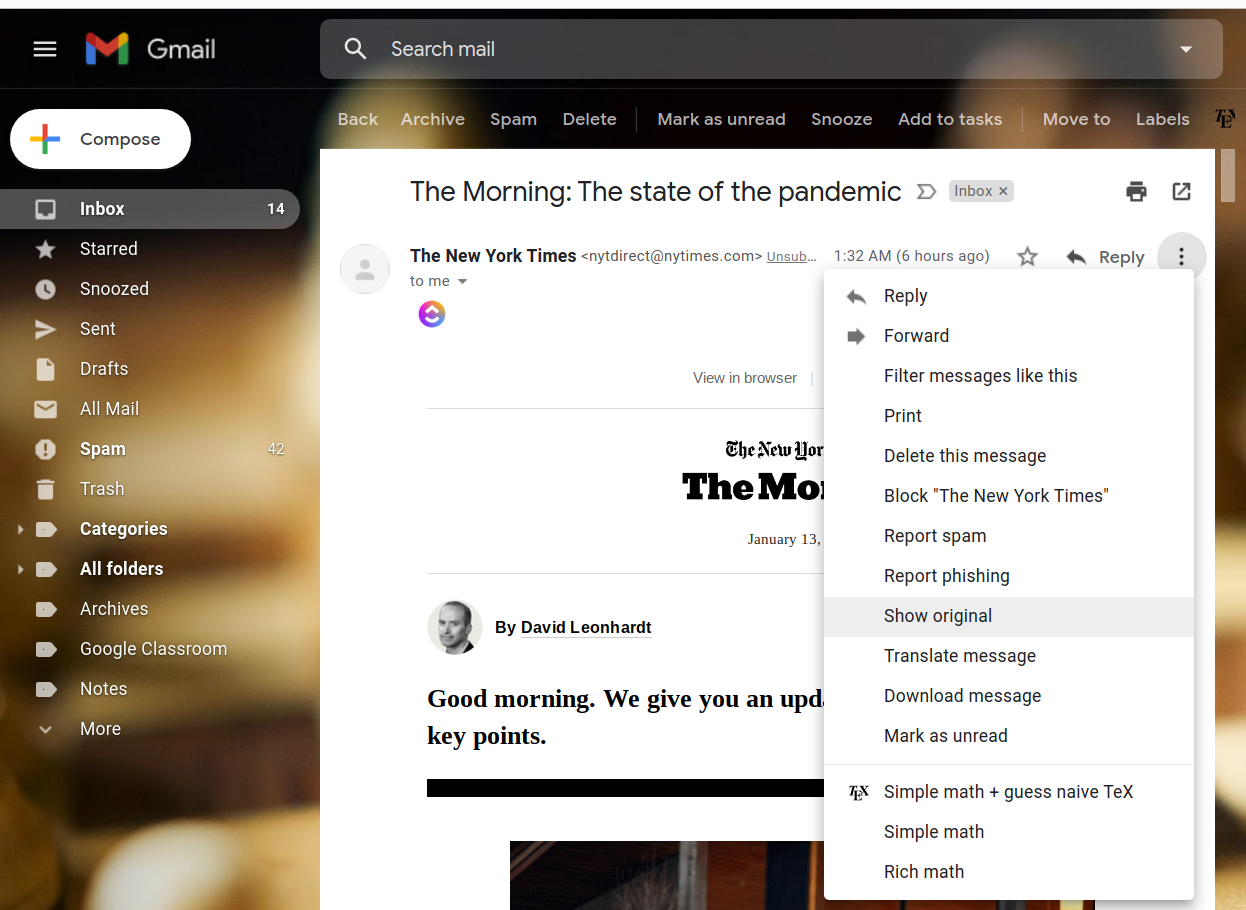 Gmail
Search mail
Compose
Back Archive Spam Delete Mark as unread Snooze Add to tasks Move to Labels TEX
Inbox 14
Starred
Snoozed
Sent
Drafts
All Mail
Spam 42
Trash
Categories
All folders
Archives
Google Classroom
Notes
More
The Morning: The state of the pandemic Inbox ×
The New York Times <nytdirect@nytimes.com> Unsub... 1:32 AM (6 hours ago) Reply
to me
View in browser |
The New Yor
The Mo
January 13,
By David Leonhardt
Good morning. We give you an upda
key points.
Reply
Forward
Filter messages like this
Print
Delete this message
Block "The New York Times"
Report spam
Report phishing
Show original
Translate message
Download message
Mark as unread
TEX Simple math + guess naive TeX
Simple math
Rich math